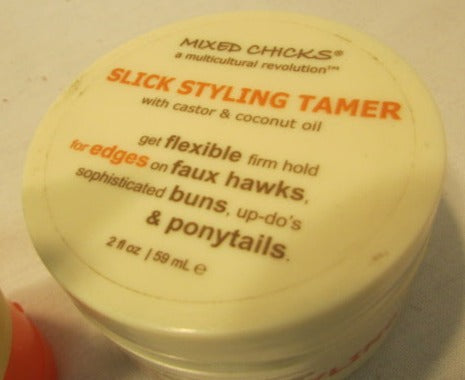 MIXED CHICKS®
a multicultural revolution™
SLICK STYLING TAMER
with castor & coconut oil
get flexible firm hold
for edges on faux hawks,
sophisticated buns, up-do's
& ponytails.
2 fl oz | 59 mL ℮